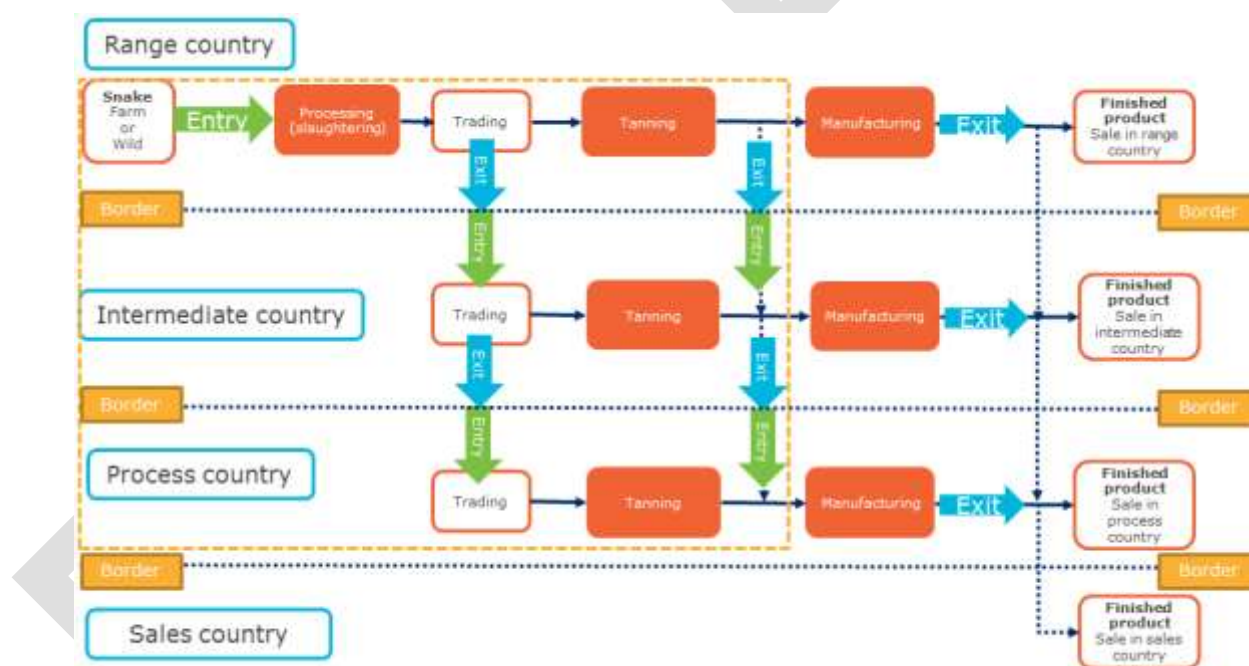 Range country
Snake
Farm
or
Wild
Entry
Processing
(slaughtering)
Trading
Tanning
Manufacturing
Exit
Finished
product
Sale in range
country
Exit
Exit
Border
Border
Entry
Entry
Intermediate country
Trading
Tanning
Manufacturing
Exit
Finished
product
Sale in
intermediate
country
Exit
Exit
Border
Border
Entry
Entry
Process country
Trading
Tanning
Manufacturing
Exit
Finished
product
Sale in
process
country
Border
Border
Sales country
Finished
product
Sale in sales
country